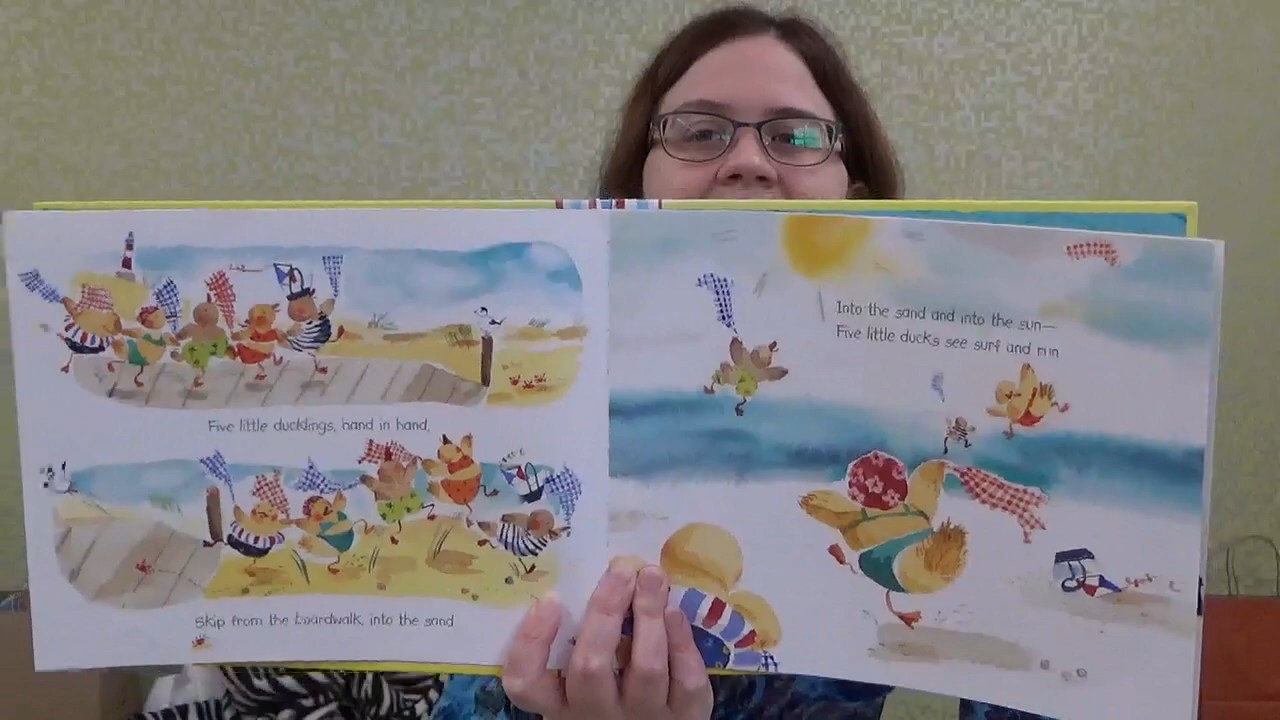 Five little ducklings, hand in hand,
Skip from the boardwalk, into the sand
Into the sand and into the sun—
Five little ducks see surf and run